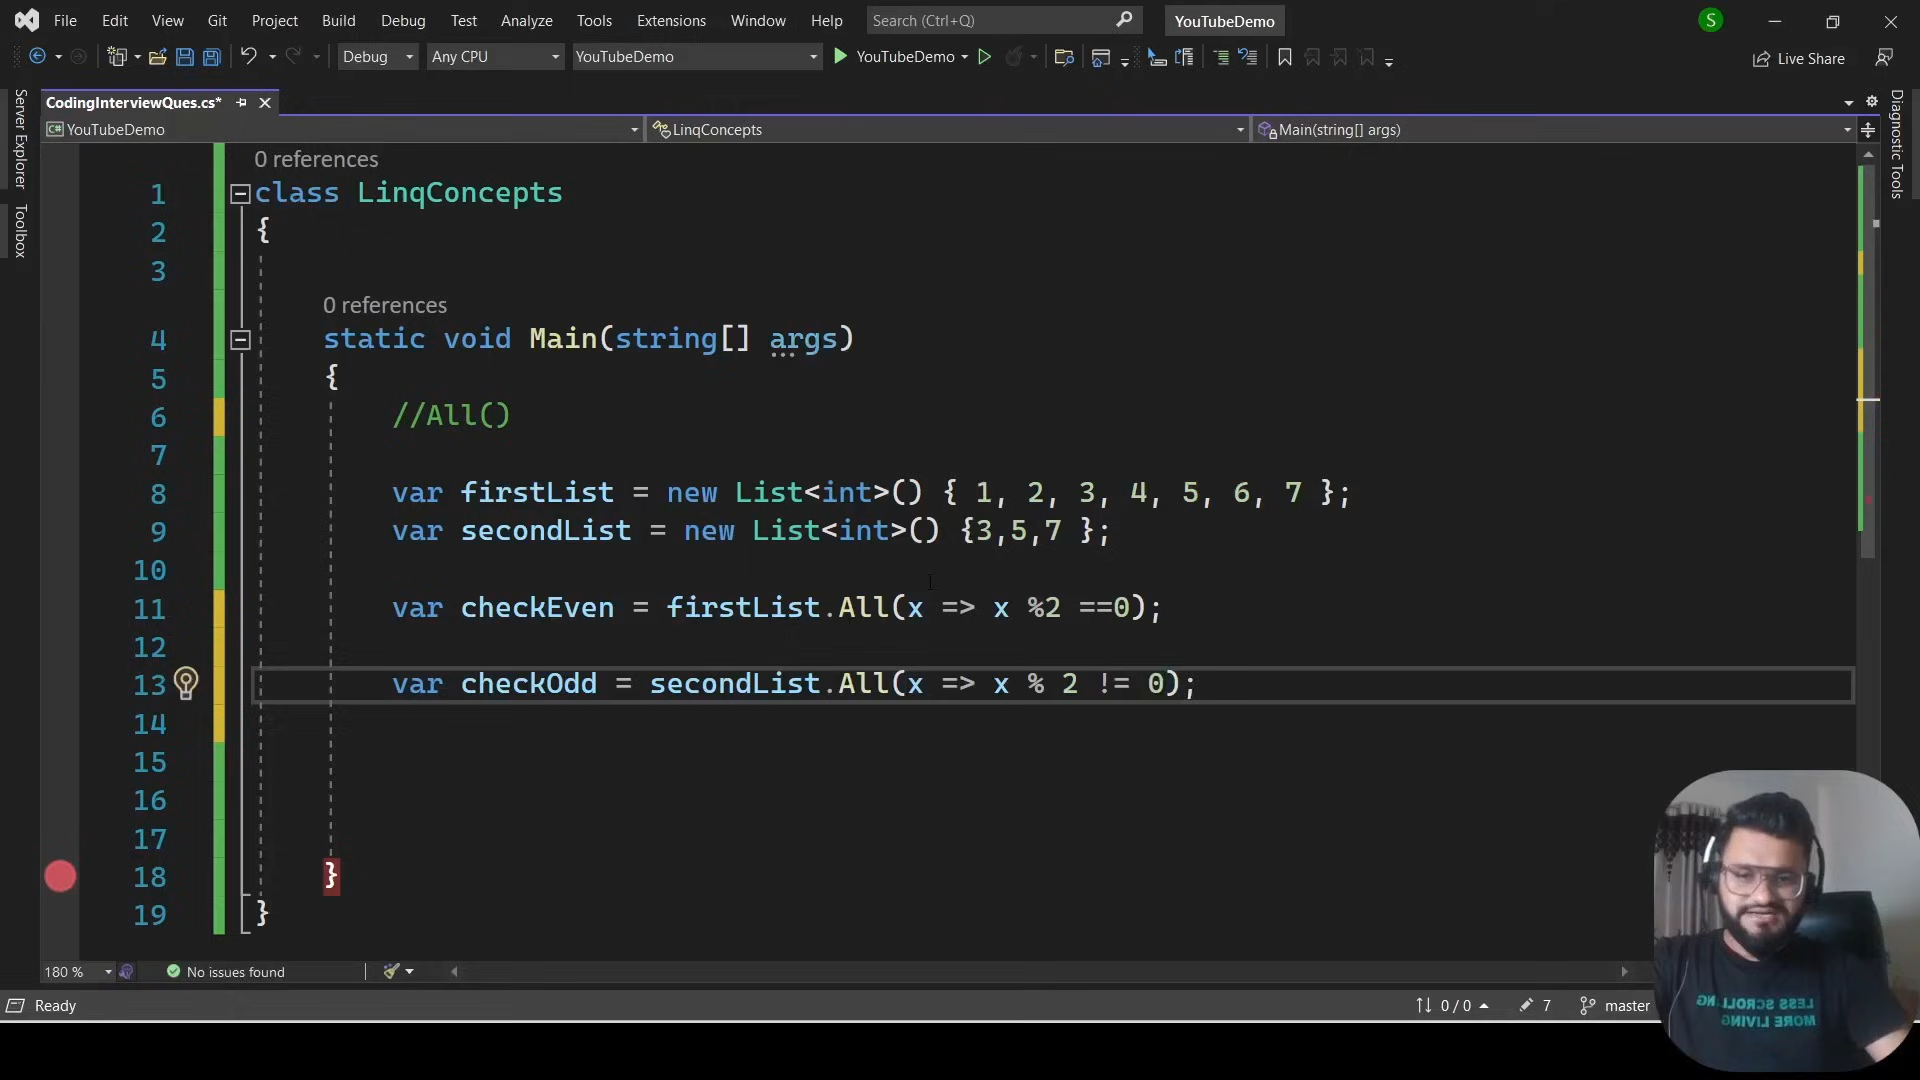 File Edit View Git Project Build Debug Test Analyze Tools Extensions Window Help Search (Ctrl+Q) YouTubeDemo S
Debug Any CPU YouTubeDemo YouTubeDemo Live Share
Server Explorer
Toolbox
Diagnostic Tools
CodingInterviewQues.cs*
C# YouTubeDemo LinqConcepts Main(string[] args)
0 references
1 class LinqConcepts
2 {
3
0 references
4 static void Main(string[] args)
5 {
6 //All()
7
8 var firstList = new List<int>() { 1, 2, 3, 4, 5, 6, 7 };
9 var secondList = new List<int>() {3,5,7 };
10
11 var checkEven = firstList.All(x => x %2 ==0);
12
13 var checkOdd = secondList.All(x => x % 2 != 0);
14
15
16
17
18 }
19 }
180 % No issues found
Ready 0 / 0 7 master
LESS SCROLLING
MORE LIVING